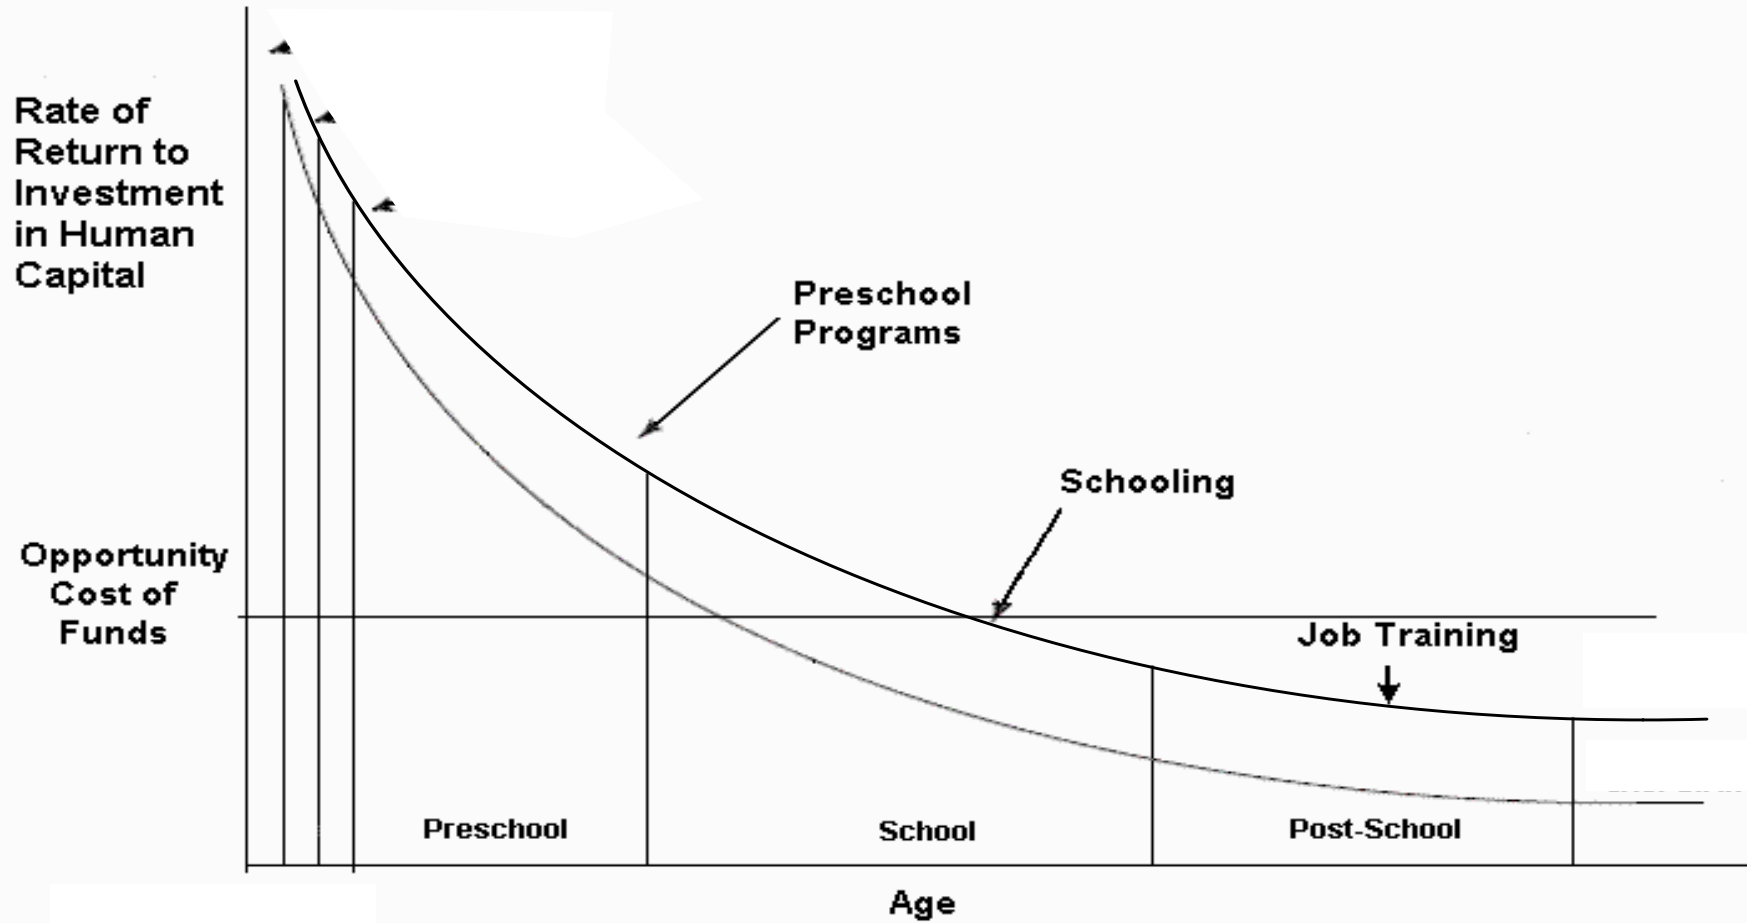 Rate of
Return to
Investment
in Human
Capital
Preschool
Programs
Schooling
Opportunity
Cost of
Funds
Job Training
Preschool
School
Post-School
Age